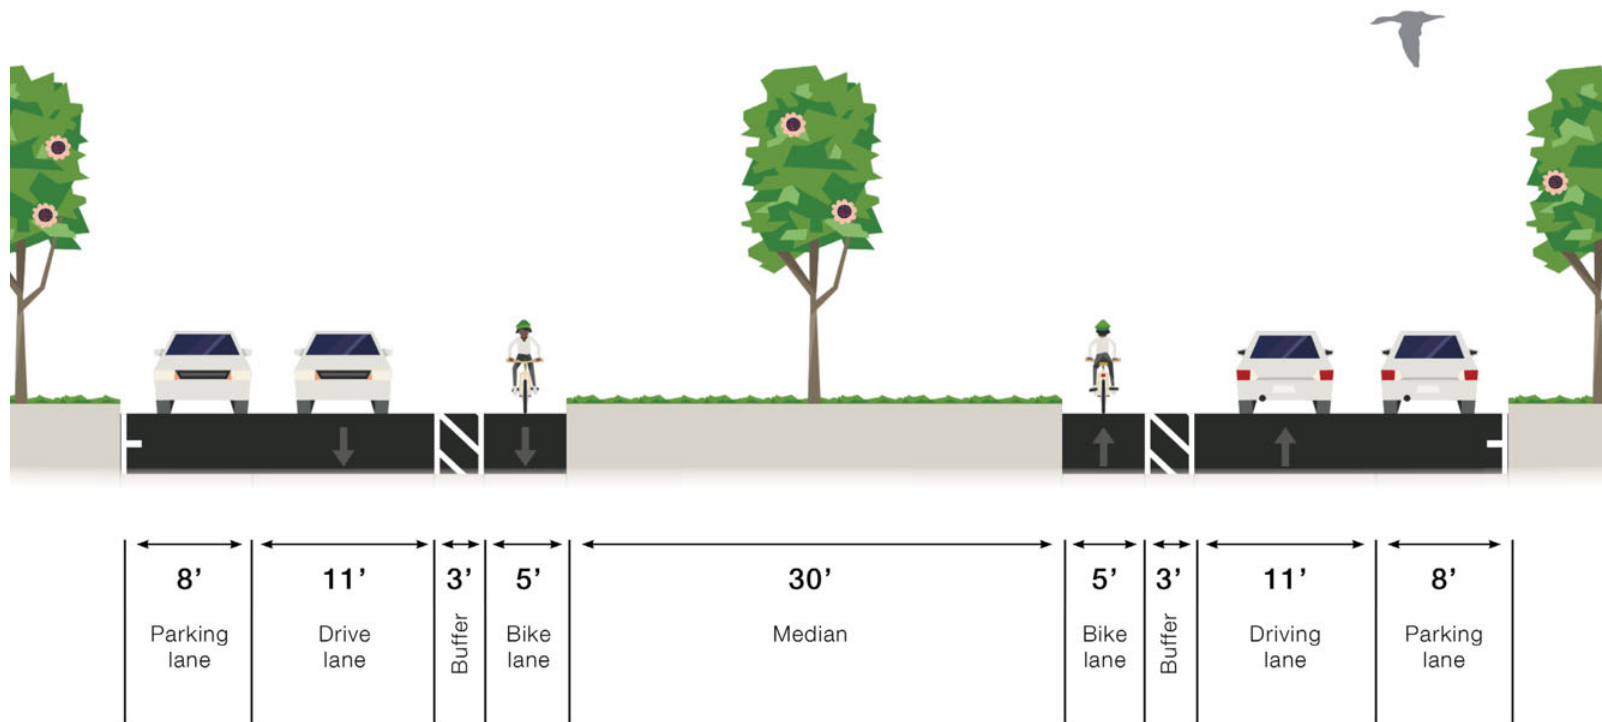 8’ 11’ 3’ 5’ 30’ 5’ 3’ 11’ 8’
Parking
lane
Drive
lane
Buffer
Bike
lane
Median
Bike
lane
Buffer
Driving
lane
Parking
lane